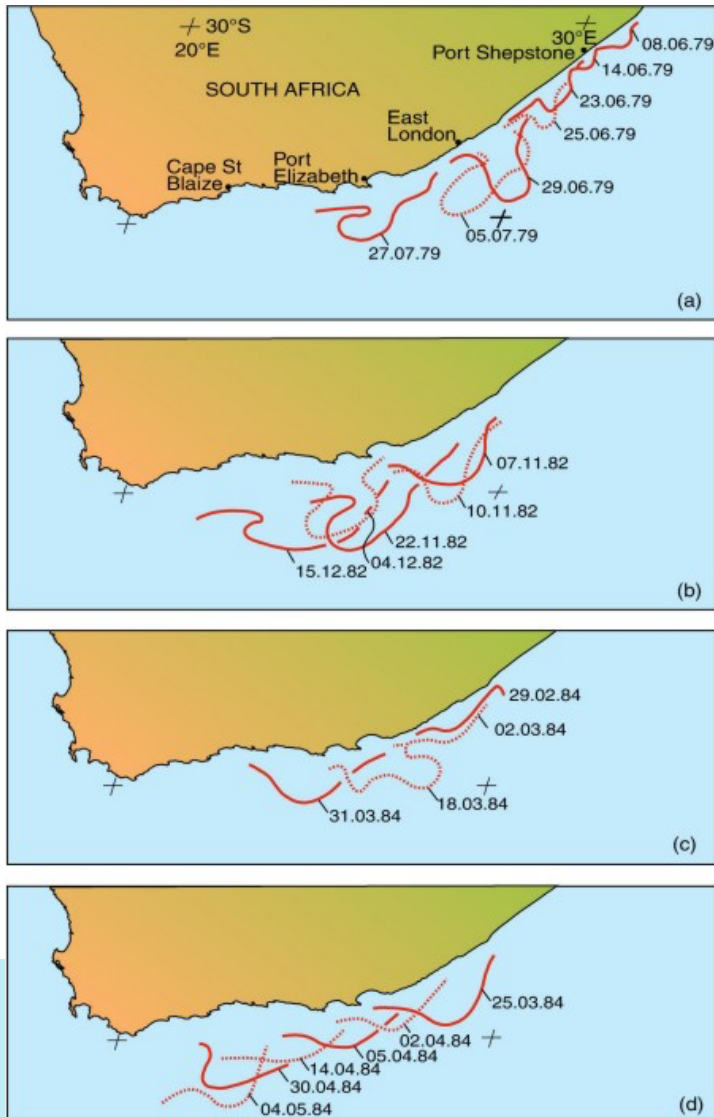 30°S
20°E
30°E
Port Shepstone
08.06.79
14.06.79
SOUTH AFRICA
23.06.79
East
London
25.06.79
Cape St
Blaize
Port
Elizabeth
29.06.79
05.07.79
27.07.79
(a)
07.11.82
10.11.82
22.11.82
04.12.82
15.12.82
(b)
29.02.84
02.03.84
18.03.84
31.03.84
(c)
25.03.84
02.04.84
05.04.84
14.04.84
30.04.84
04.05.84
(d)